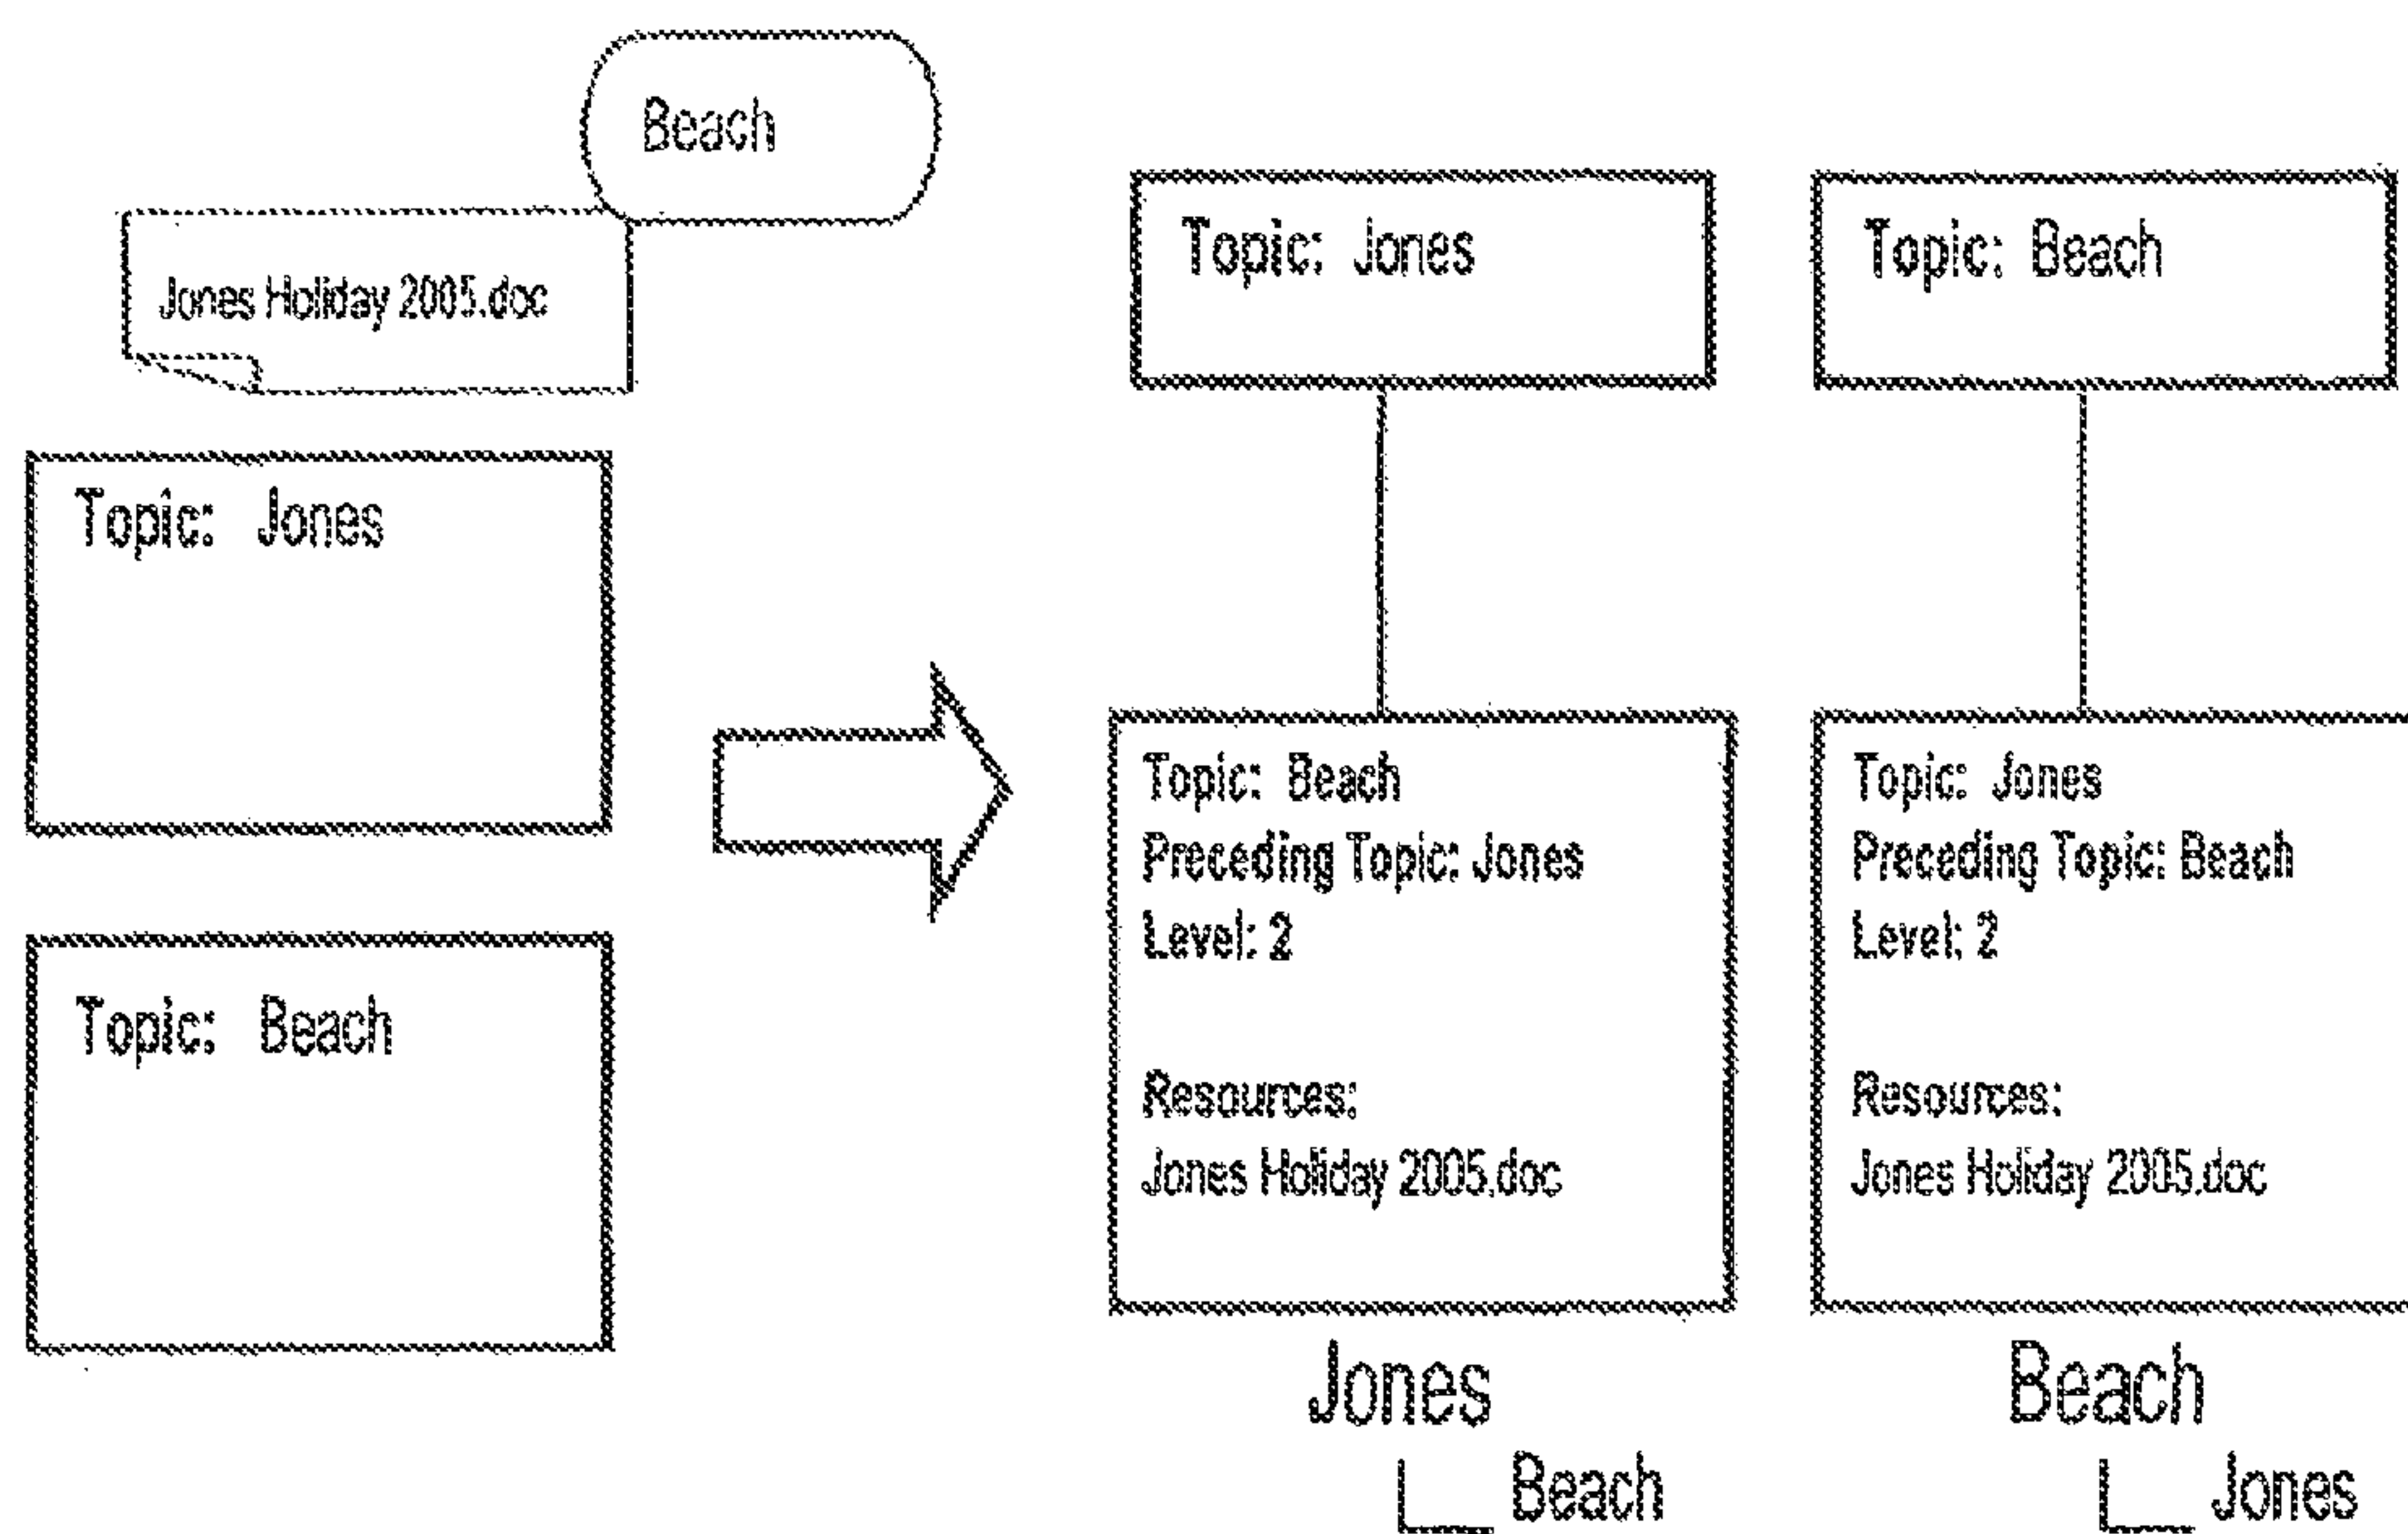 Beach
Jones Holiday 2005.doc
Topic: Jones
Topic: Beach
Topic: Jones
Topic: Beach
Topic: Beach
Preceding Topic: Jones
Level: 2
Resources:
Jones Holiday 2005.doc
Topic: Jones
Preceding Topic: Beach
Level: 2
Resources:
Jones Holiday 2005.doc
Jones
Beach
Beach
Jones